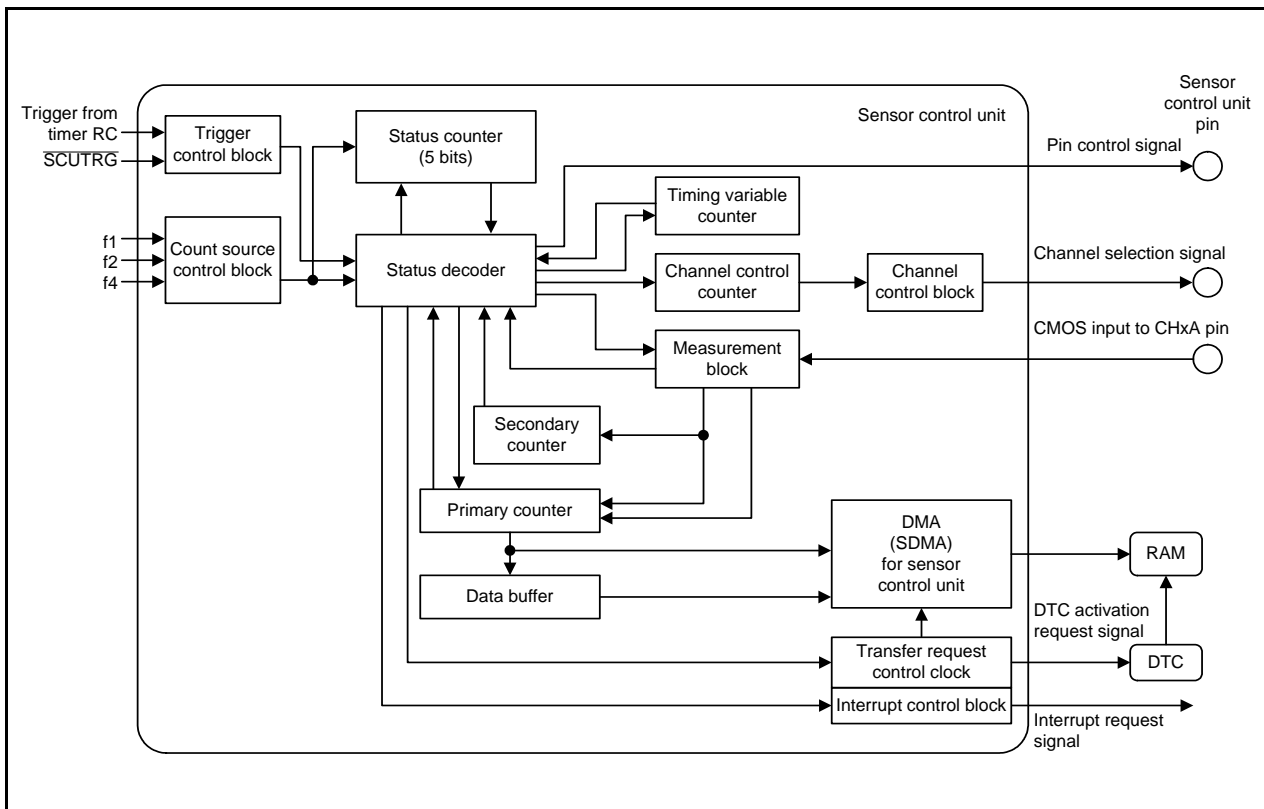 Sensor
control unit
pin
Trigger from
timer RC
SCUTRG
Trigger
control block
Status counter
(5 bits)
Sensor control unit
Pin control signal
Timing variable
counter
f1
f2
f4
Count source
control block
Status decoder
Channel control
counter
Channel
control block
Channel selection signal
CMOS input to CHxA pin
Measurement
block
Secondary
counter
Primary counter
DMA
(SDMA)
for sensor
control unit
RAM
Data buffer
DTC activation
request signal
Transfer request
control clock
DTC
Interrupt control block
Interrupt request
signal